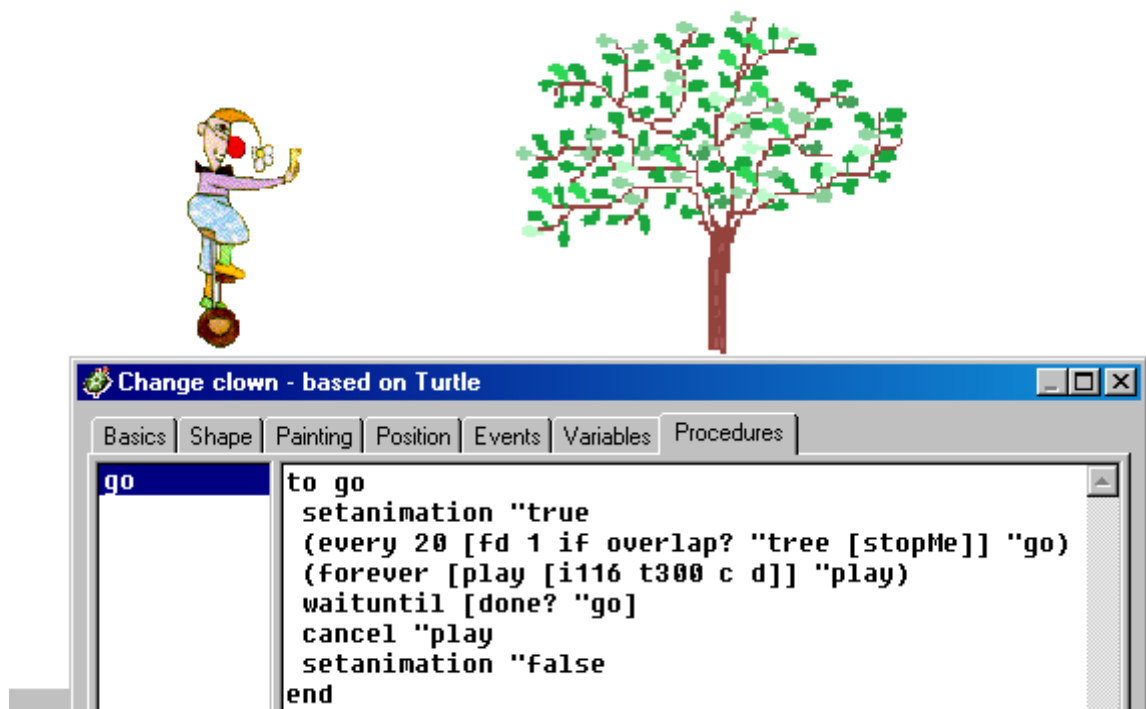 Change clown - based on Turtle
Basics Shape Painting Position Events Variables Procedures
go
to go
setanimation "true
(every 20 [fd 1 if overlap? "tree [stopMe]] "go)
(forever [play [i116 t300 c d]] "play)
waituntil [done? "go]
cancel "play
setanimation "false
end